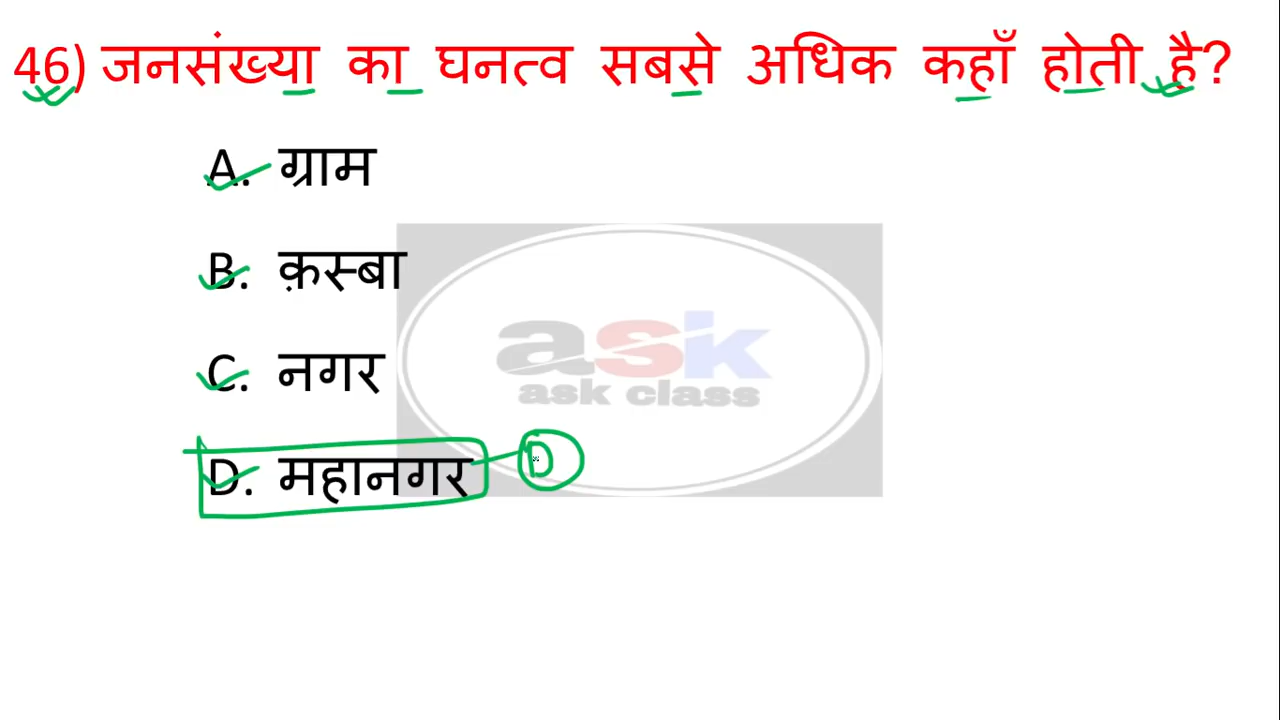 46) जनसंख्या का घनत्व सबसे अधिक कहाँ होती है?
A. ग्राम
B. क़स्बा
ask
ask class
C. नगर
D. महानगर D